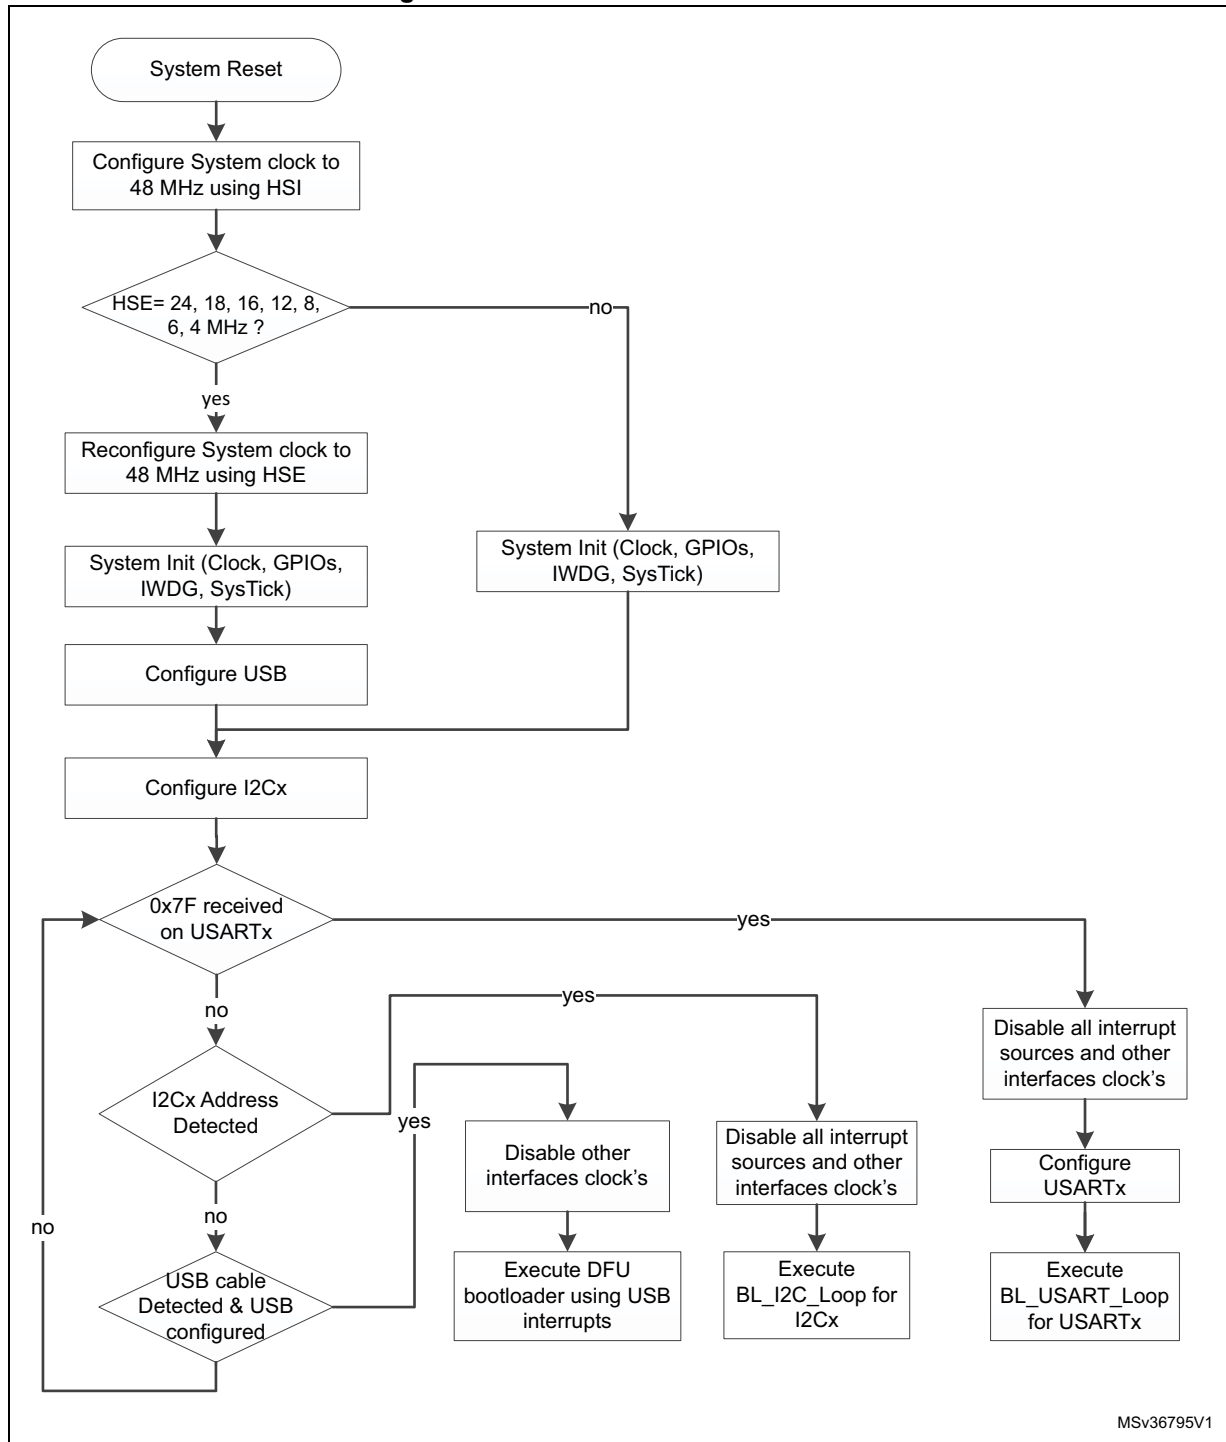 System Reset
Configure System clock to
48 MHz using HSI
HSE= 24, 18, 16, 12, 8,
6, 4 MHz ?
no
yes
Reconfigure System clock to
48 MHz using HSE
System Init (Clock, GPIOs,
IWDG, SysTick)
System Init (Clock, GPIOs,
IWDG, SysTick)
Configure USB
Configure I2Cx
0x7F received
on USARTx
yes
no
yes
Disable all interrupt
sources and other
interfaces clock's
I2Cx Address
Detected
yes
Disable other
interfaces clock's
Disable all interrupt
sources and other
interfaces clock's
Configure
USARTx
no
no
USB cable
Detected & USB
configured
Execute DFU
bootloader using USB
interrupts
Execute
BL_I2C_Loop for
I2Cx
Execute
BL_USART_Loop
for USARTx
MSv36795V1